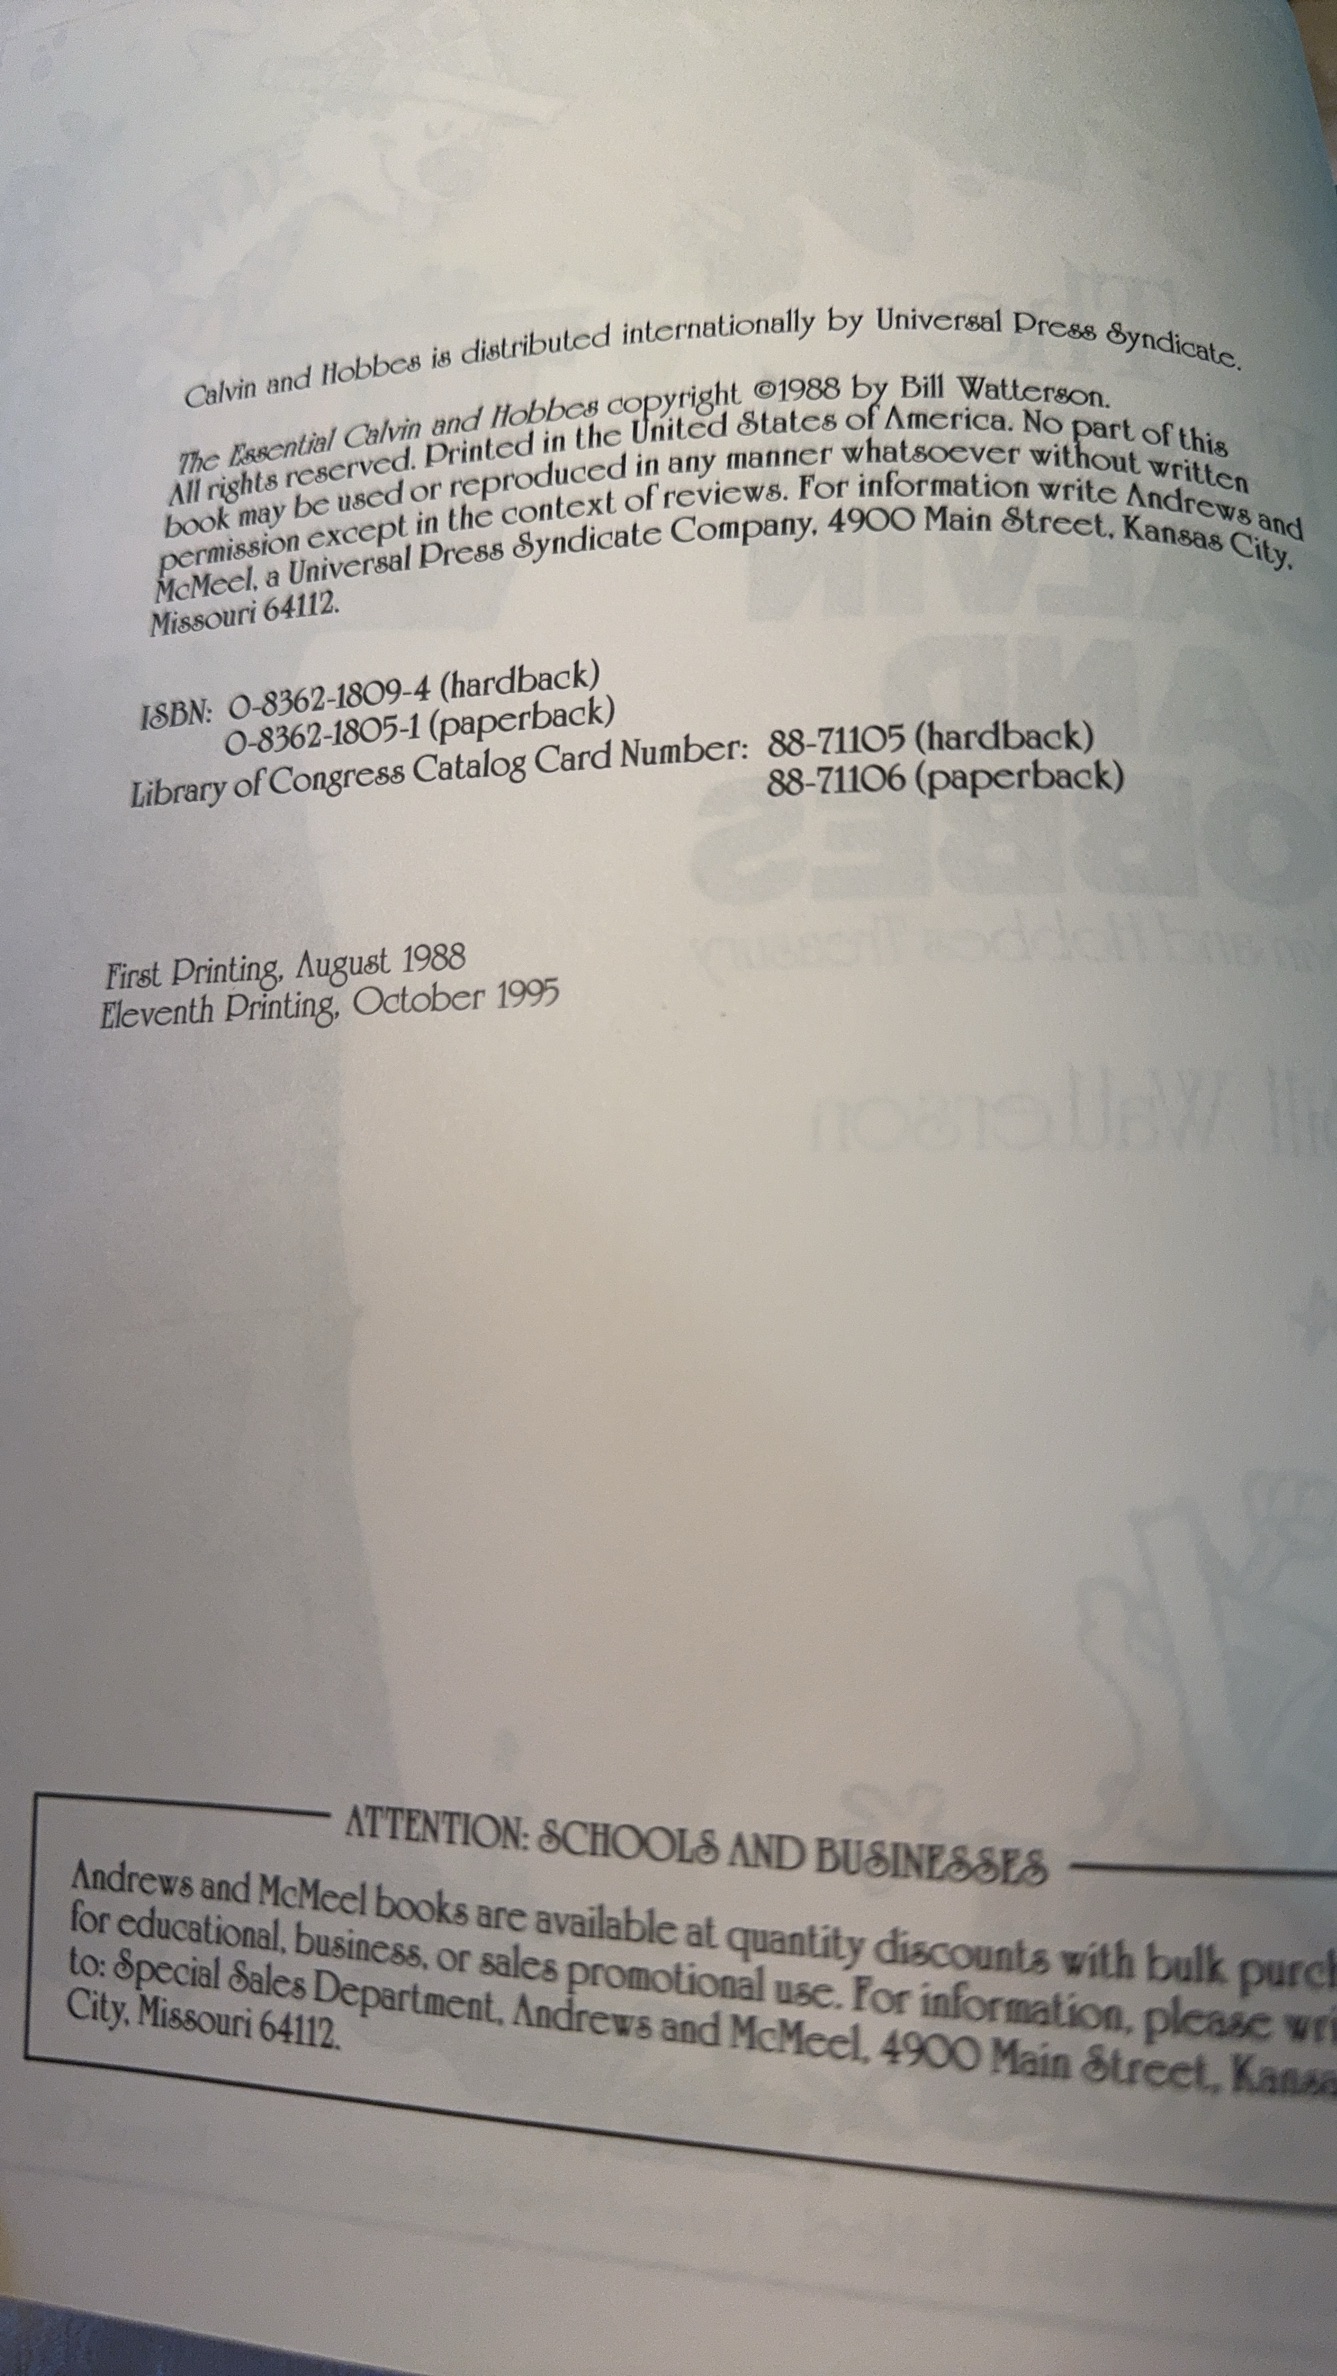 Calvin and Hobbes is distributed internationally by Universal Press Syndicate.
The Essential Calvin and Hobbes copyright ©1988 by Bill Watterson.
All rights reserved. Printed in the United States of America. No part of this
book may be used or reproduced in any manner whatsoever without written
permission except in the context of reviews. For information write Andrews and
McMeel, a Universal Press Syndicate Company, 4900 Main Street, Kansas City,
Missouri 64112.
ISBN: 0-8362-1809-4 (hardback)
0-8362-1805-1 (paperback)
Library of Congress Catalog Card Number: 88-71105 (hardback)
88-71106 (paperback)
First Printing, August 1988
Eleventh Printing, October 1995
ATTENTION: SCHOOLS AND BUSINESSES
Andrews and McMeel books are available at quantity discounts with bulk
for educational, business, or sales promotional use. For information, please
to: Special Sales Department, Andrews and McMeel, 4900 Main Street,
City, Missouri 64112.